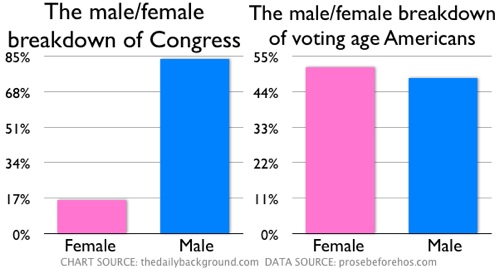 The male/female
breakdown of Congress
85%
68%
51%
34%
17%
0%
Female Male
The male/female breakdown
of voting age Americans
55%
44%
33%
22%
11%
0%
Female Male
CHART SOURCE: thedailybackground.com DATA SOURCE: prosebeforehos.com